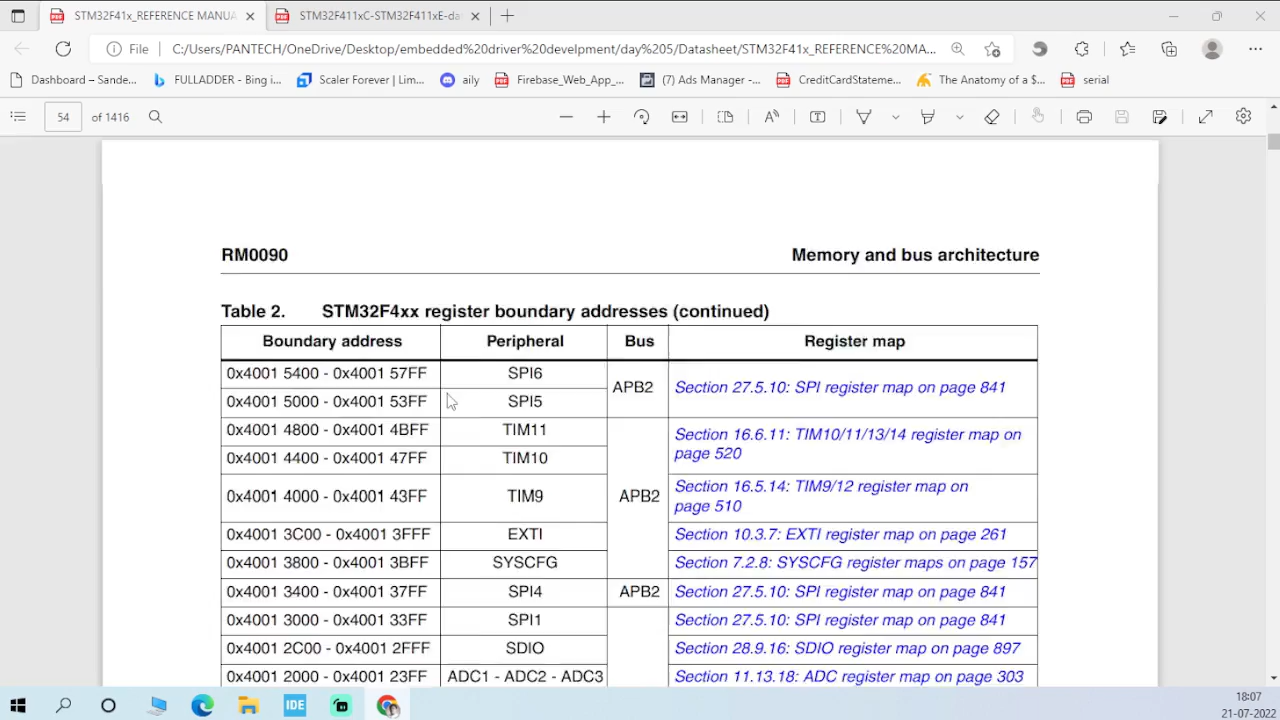 STM32F41x_REFERENCE MANUA
STM32F411xC-STM32F411xE-da
File
C:/Users/PANTECH/OneDrive/Desktop/embedded%20driver%20develpment/day%205/Datasheet/STM32F41x_REFERENCE%20MA...
Dashboard – Sande...
FULLADDER - Bing i...
Scaler Forever | Lim...
aily
Firebase_Web_App_...
(7) Ads Manager -...
CreditCardStateme...
The Anatomy of a $...
serial
54 of 1416
RM0090 Memory and bus architecture
Table 2. STM32F4xx register boundary addresses (continued)
Boundary address Peripheral Bus Register map
0x4001 5400 - 0x4001 57FF SPI6 APB2 Section 27.5.10: SPI register map on page 841
0x4001 5000 - 0x4001 53FF SPI5
0x4001 4800 - 0x4001 4BFF TIM11 APB2 Section 16.6.11: TIM10/11/13/14 register map on
page 520
0x4001 4400 - 0x4001 47FF TIM10
0x4001 4000 - 0x4001 43FF TIM9 Section 16.5.14: TIM9/12 register map on
page 510
0x4001 3C00 - 0x4001 3FFF EXTI Section 10.3.7: EXTI register map on page 261
0x4001 3800 - 0x4001 3BFF SYSCFG Section 7.2.8: SYSCFG register maps on page 157
0x4001 3400 - 0x4001 37FF SPI4 APB2 Section 27.5.10: SPI register map on page 841
0x4001 3000 - 0x4001 33FF SPI1 Section 27.5.10: SPI register map on page 841
0x4001 2C00 - 0x4001 2FFF SDIO Section 28.9.16: SDIO register map on page 897
0x4001 2000 - 0x4001 23FF ADC1 - ADC2 - ADC3 Section 11.13.18: ADC register map on page 303
IDE
18:07
21-07-2022